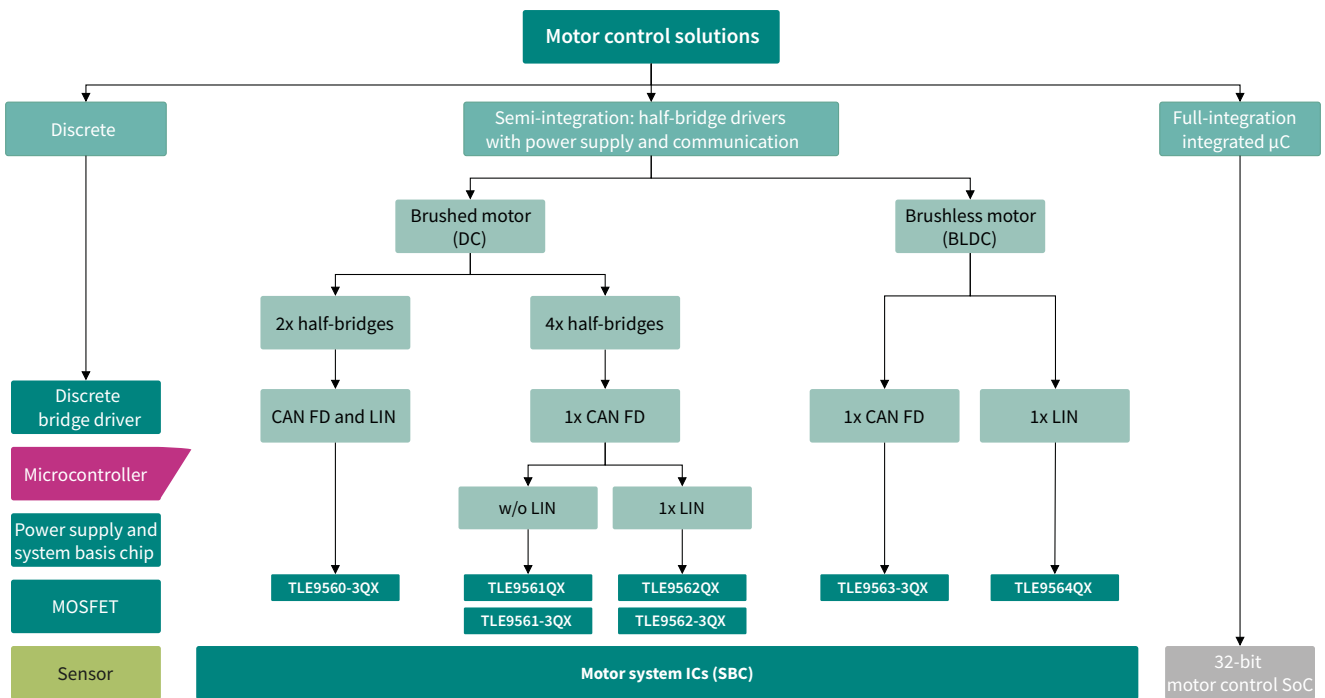 Motor control solutions
Discrete
Semi-integration: half-bridge drivers
with power supply and communication
Full-integration
integrated µC
Brushed motor
(DC)
Brushless motor
(BLDC)
2x half-bridges
4x half-bridges
Discrete
bridge driver
CAN FD and LIN
1x CAN FD
1x CAN FD
1x LIN
Microcontroller
w/o LIN
1x LIN
Power supply and
system basis chip
TLE9560-3QX
TLE9561QX
TLE9562QX
TLE9563-3QX
TLE9564QX
MOSFET
TLE9561-3QX
TLE9562-3QX
Sensor
Motor system ICs (SBC)
32-bit
motor control SoC